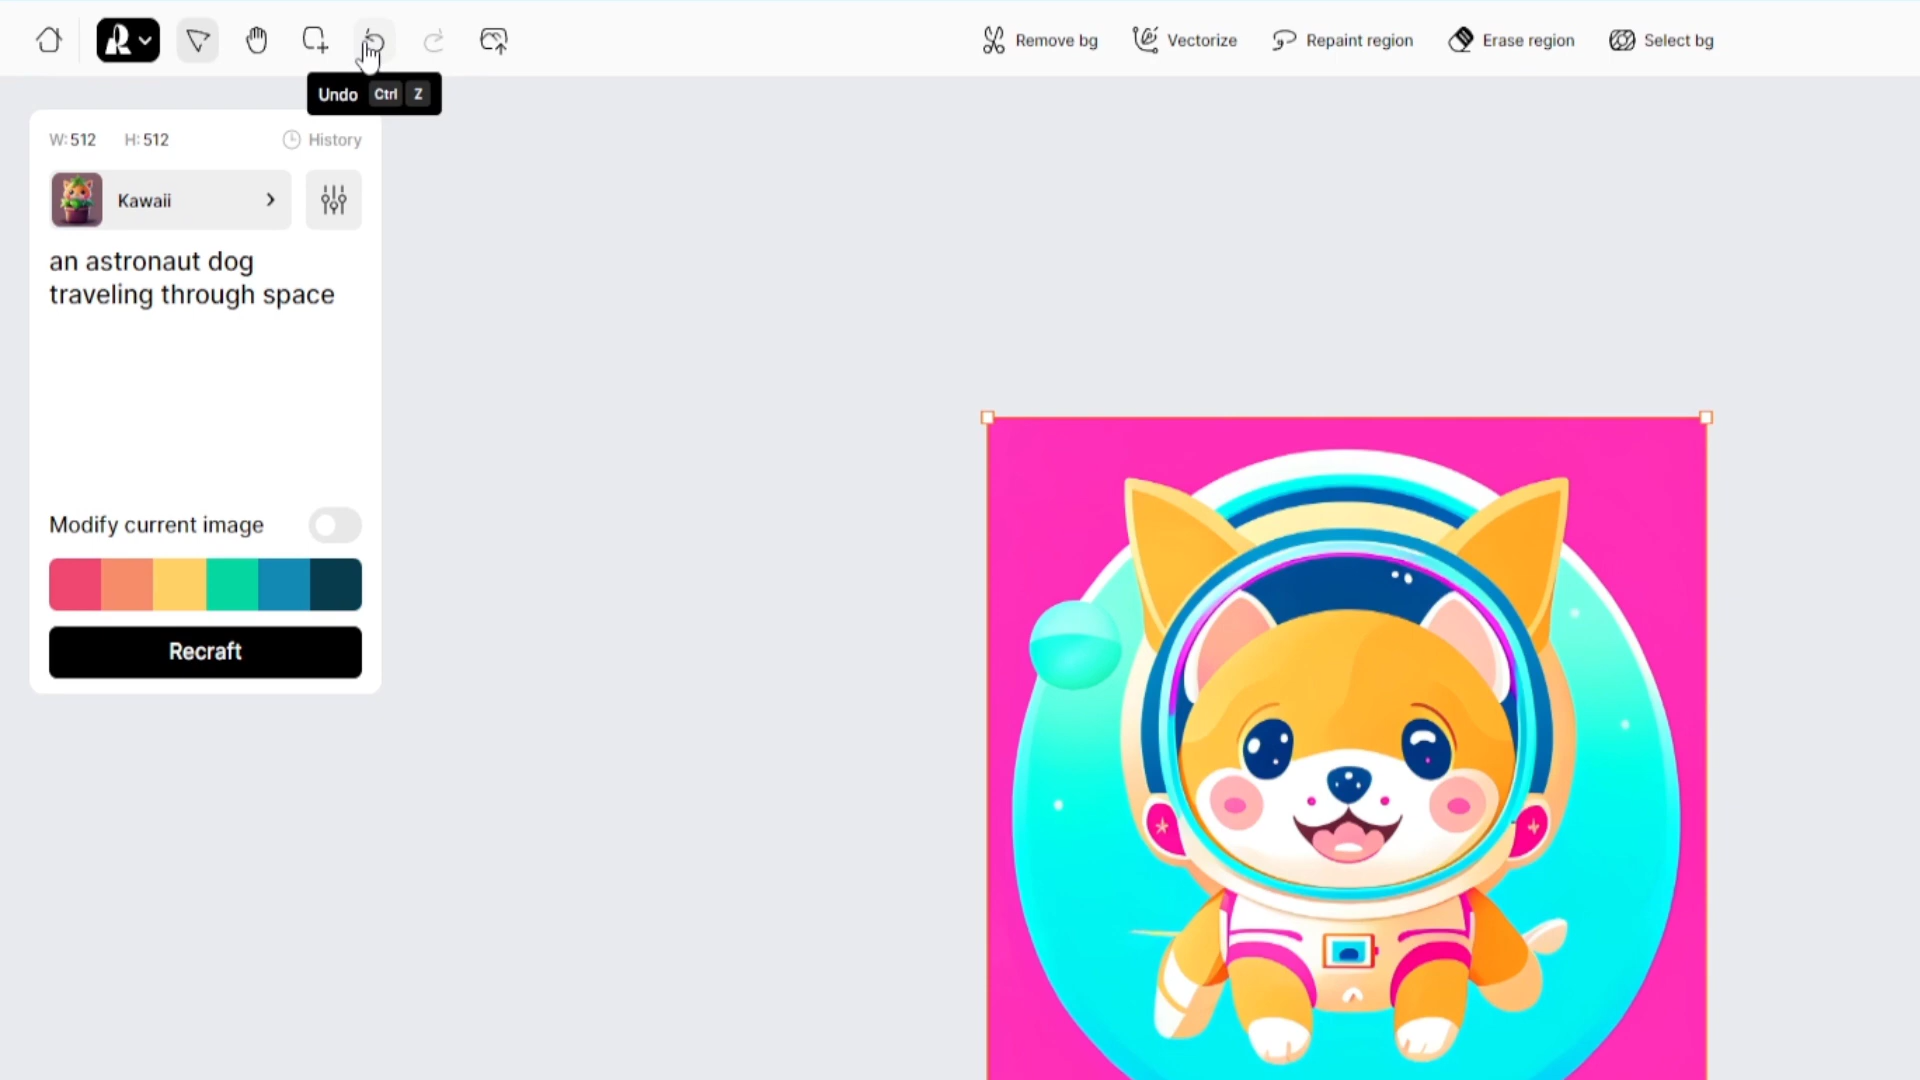 Remove bg
Vectorize
Repaint region
Erase region
Select bg
Undo Ctrl Z
W: 512 H: 512 History
Kawaii
an astronaut dog
traveling through space
Modify current image
Recraft